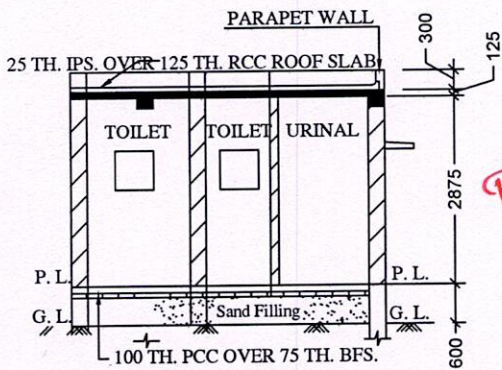 PARAPET WALL
25 TH. IPS. OVER 125 TH. RCC ROOF SLAB
300
125
TOILET TOILET URINAL
2875
P. L. P. L.
Sand Filling
G. L. G. L.
100 TH. PCC OVER 75 TH. BFS.
600